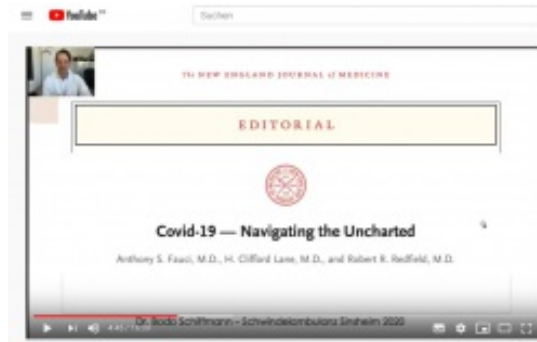 YouTube
Suchen
The NEW ENGLAND JOURNAL of MEDICINE
EDITORIAL
Covid-19 — Navigating the Uncharted
Anthony S. Fauci, M.D., H. Clifford Lane, M.D., and Robert R. Redfield, M.D.
Dr. Bodo Schiffmann - Schwindelambulanz Sinsheim 2020